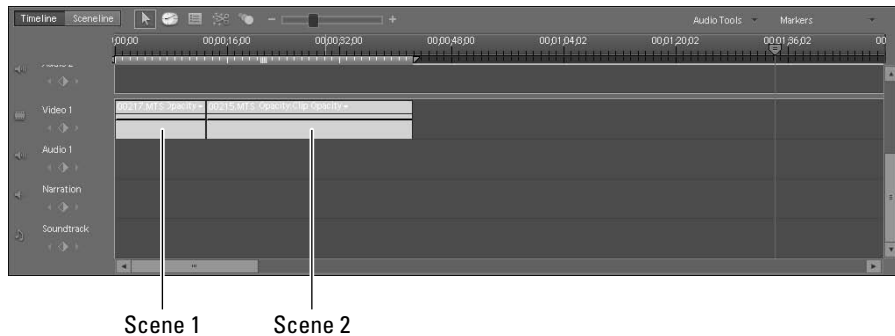 Timeline Sceneline Audio Tools Markers
00;00 00;00;16;00 00;00;32;00 00;00;48;00 00;01;04;02 00;01;20;02 00;01;36;02 00
Video 1 00217.MTS Opacity 00215.MTS Opacity:Clip Opacity
Audio 1
Narration
Soundtrack
Scene 1 Scene 2